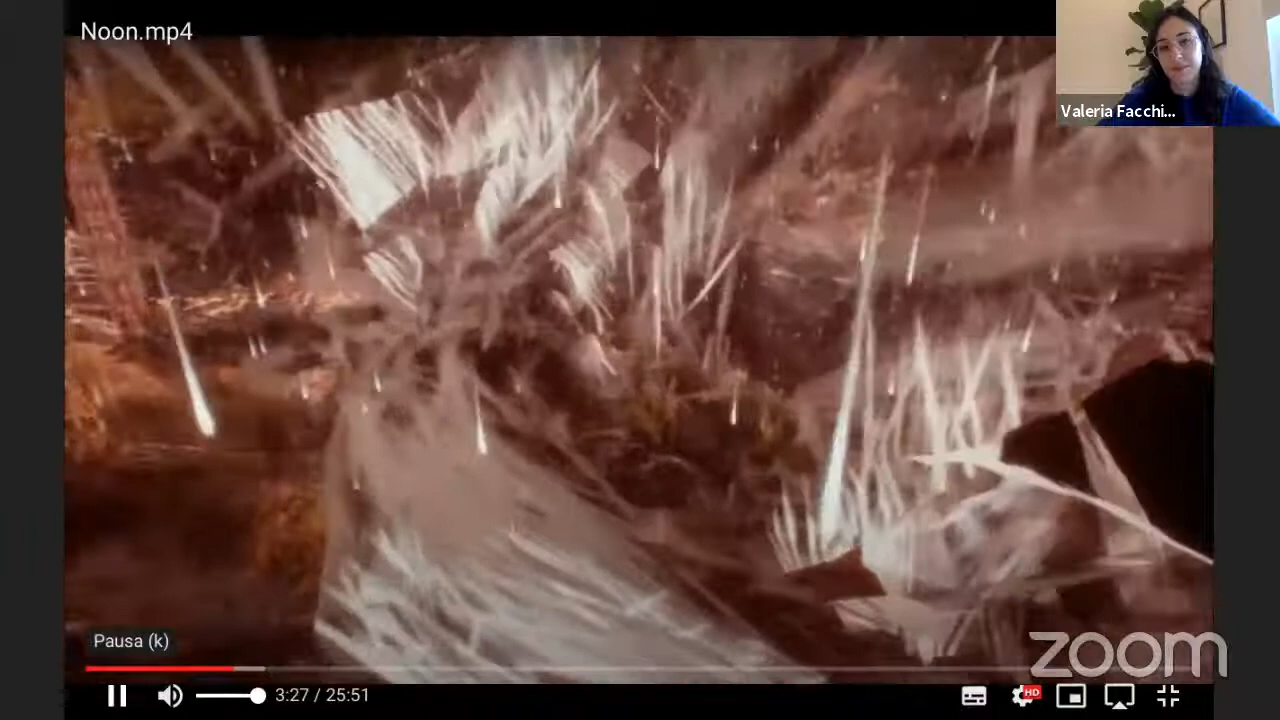 Noon.mp4
Valeria Facchi...
Pausa (k)
zoom
3:27 / 25:51
HD